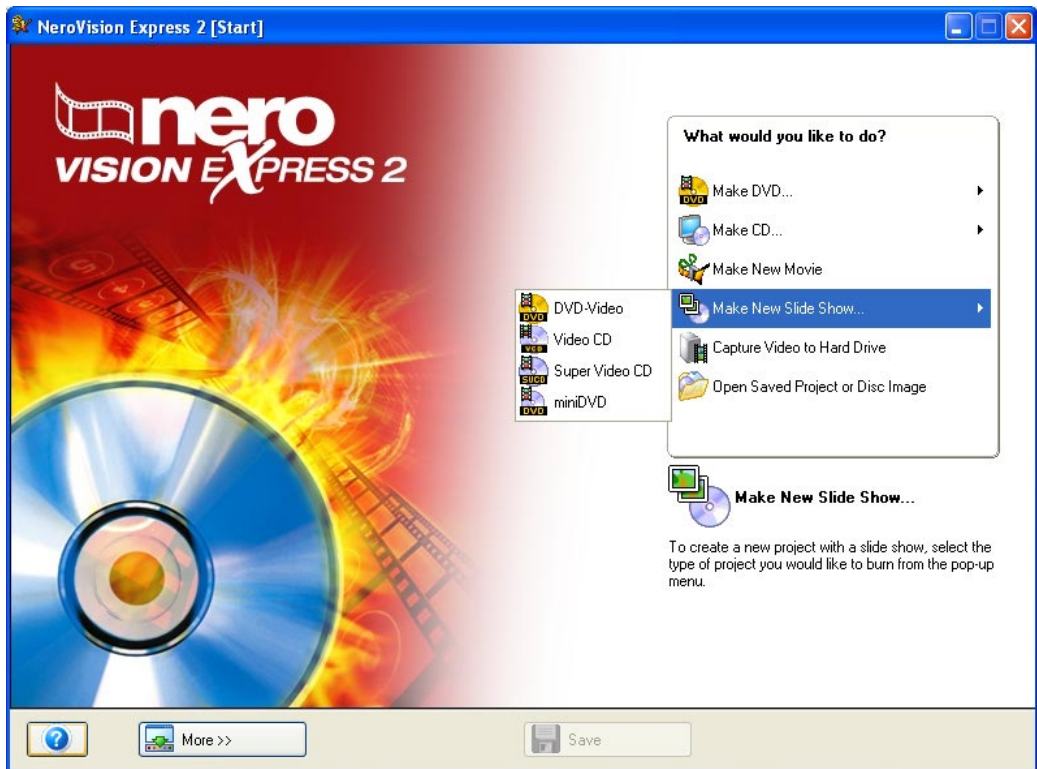 NeroVision Express 2 [Start]
nero
VISION EXPRESS 2
What would you like to do?
Make DVD...
Make CD...
Make New Movie
Make New Slide Show...
Capture Video to Hard Drive
Open Saved Project or Disc Image
DVD-Video
Video CD
Super Video CD
miniDVD
Make New Slide Show...
To create a new project with a slide show, select the
type of project you would like to burn from the pop-up
menu.
More >>
Save